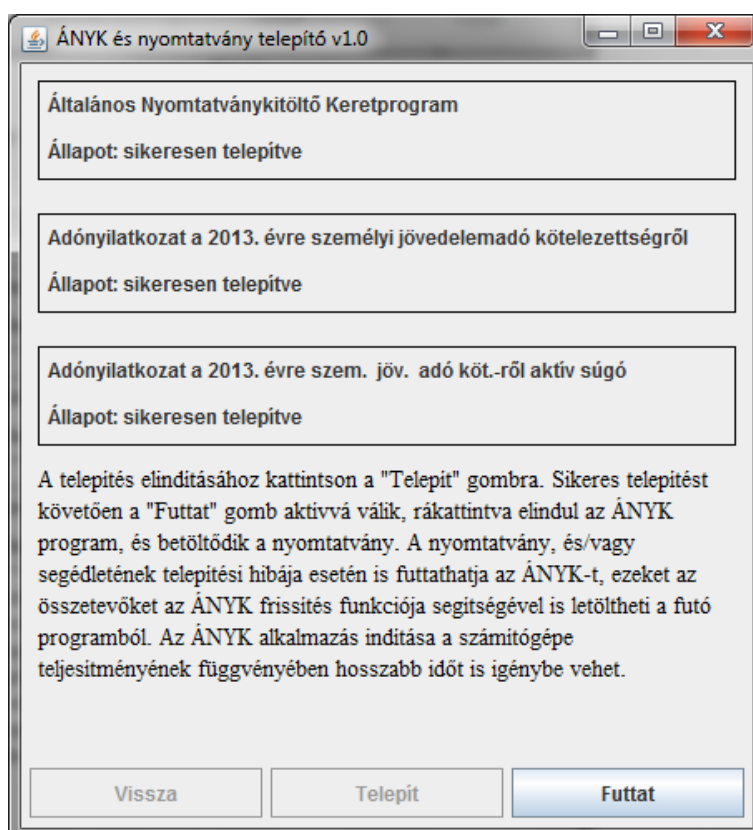 ÁNYK és nyomtatvány telepítő v1.0
Általános Nyomtatványkitöltő Keretprogram
Állapot: sikeresen telepítve
Adónyilatkozat a 2013. évre személyi jövedelemadó kötelezettségről
Állapot: sikeresen telepítve
Adónyilatkozat a 2013. évre szem. jöv. adó köt.-ről aktív súgó
Állapot: sikeresen telepítve
A telepítés elindításához kattintson a "Telepít" gombra. Sikeres telepítést
követően a "Futtat" gomb aktívvá válik, rákattintva elindul az ÁNYK
program, és betöltődik a nyomtatvány. A nyomtatvány, és/vagy
segédletének telepítési hibája esetén is futtathatja az ÁNYK-t, ezeket az
összetevőket az ÁNYK frissítés funkciója segítségével is letöltheti a futó
programból. Az ÁNYK alkalmazás indítása a számítógépe
teljesítményének függvényében hosszabb időt is igénybe vehet.
Vissza Telepít Futtat